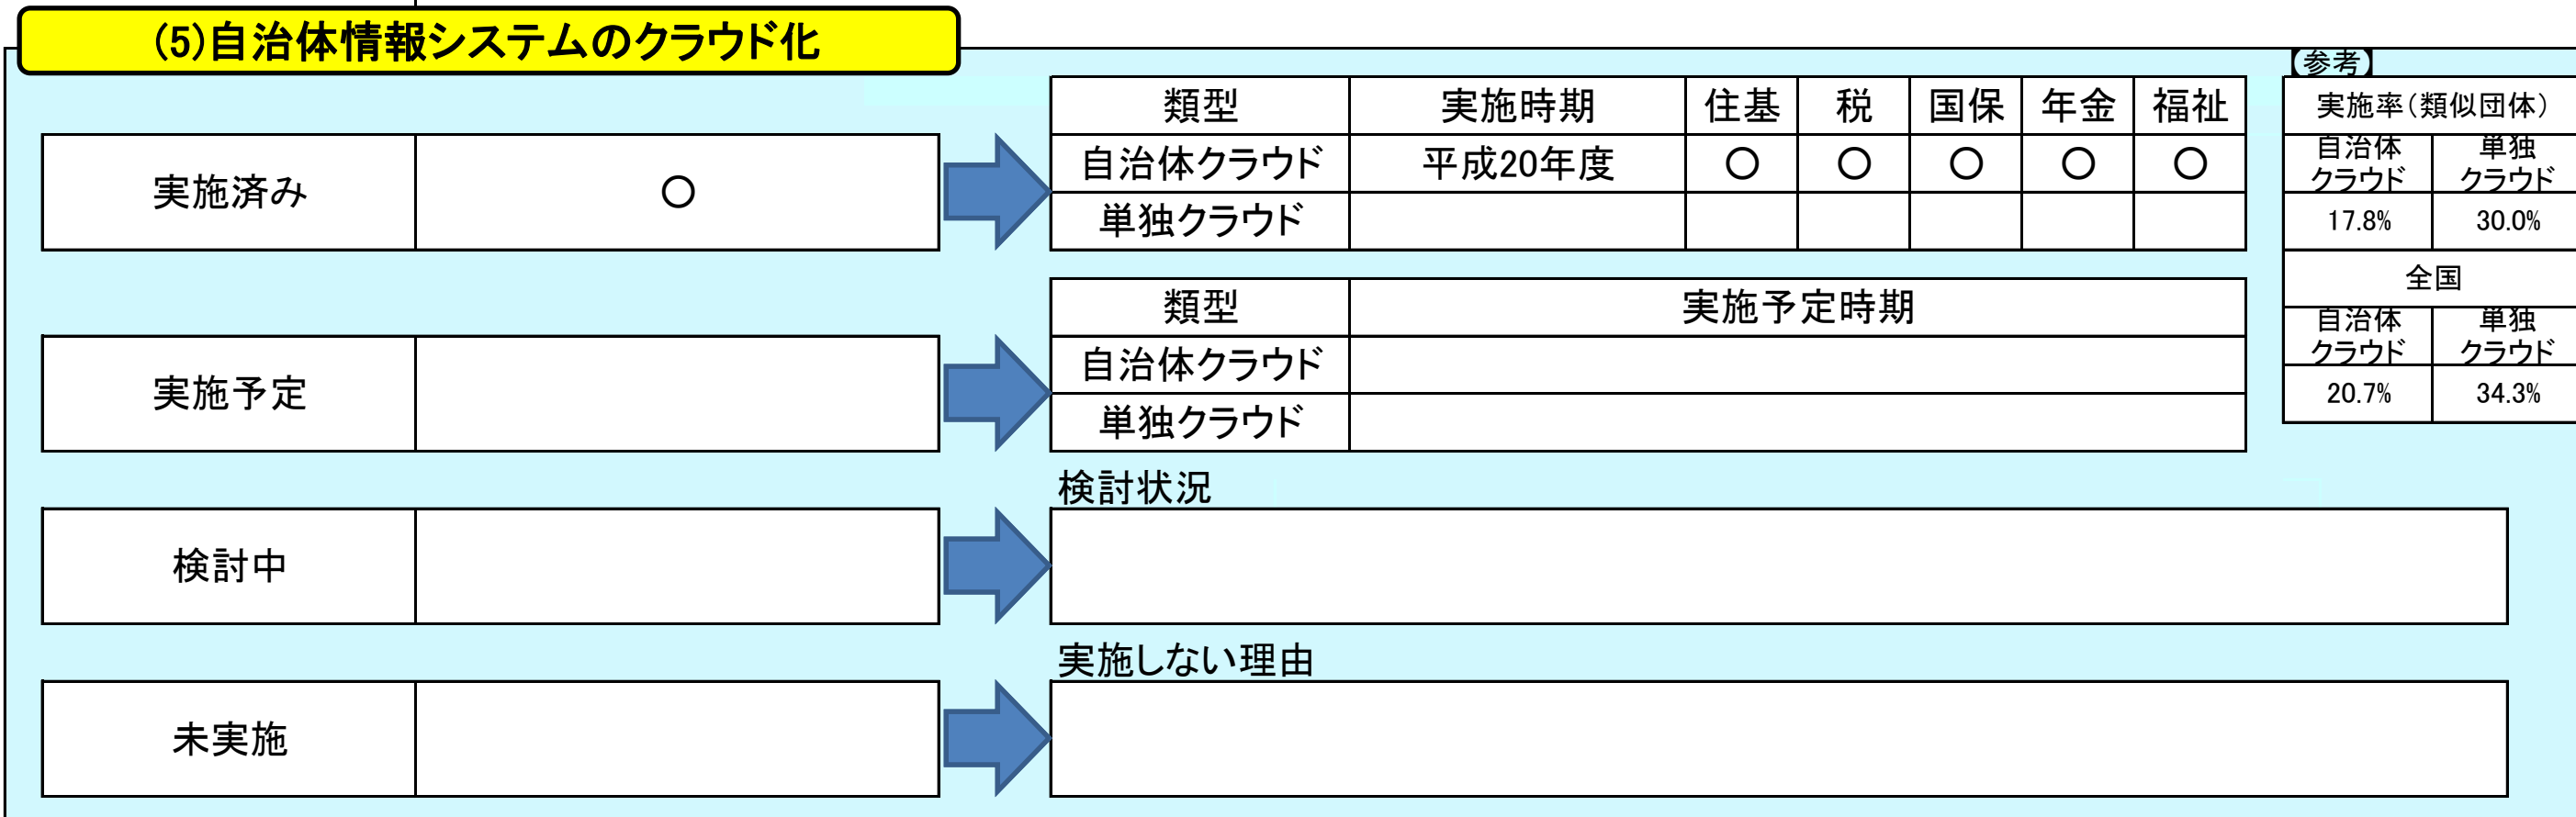 (5)自治体情報システムのクラウド化
【参考】
類型 実施時期 住基 税 国保 年金 福祉
実施済み 〇
自治体クラウド 平成20年度 〇 〇 〇 〇 〇
単独クラウド
実施率(類似団体)
自治体 単独
クラウド クラウド
17.8% 30.0%
全国
自治体 単独
クラウド クラウド
20.7% 34.3%
類型 実施予定時期
実施予定
自治体クラウド
単独クラウド
検討状況
検討中
実施しない理由
未実施